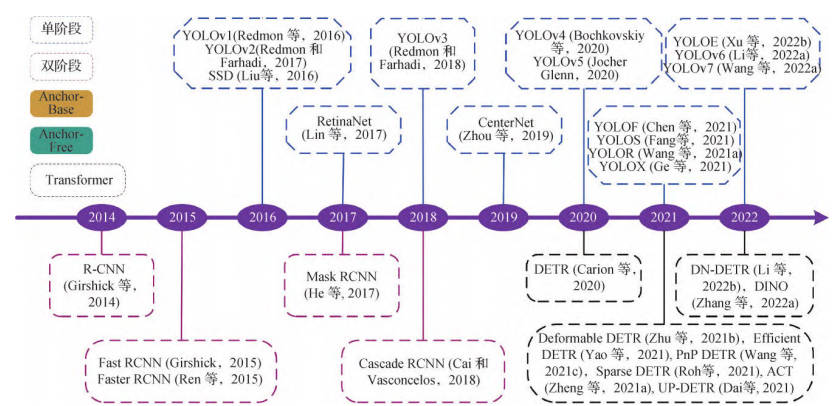 单阶段
双阶段
Anchor-
Base
Anchor-
Free
Transformer
YOLOv1(Redmon 等，2016)
YOLOv2(Redmon 和
Farhadi，2017)
SSD (Liu等，2016)
RetinaNet
(Lin 等，2017)
YOLOv3
(Redmon 和
Farhadi，2018)
CenterNet
(Zhou 等，2019)
YOLOv4 (Bochkovskiy
等，2020)
YOLOv5 (Jocher
Glenn，2020)
YOLOF (Chen 等，2021)
YOLOS (Fang等，2021)
YOLOR (Wang 等，2021a)
YOLOX (Ge 等，2021)
YOLOE (Xu 等，2022b)
YOLOv6 (Li等，2022a)
YOLOv7 (Wang 等，2022a)
2014 2015 2016 2017 2018 2019 2020 2021 2022
R-CNN
(Girshick 等，
2014)
Fast RCNN (Girshick，2015)
Faster RCNN (Ren 等，2015)
Mask RCNN
(He 等, 2017)
Cascade RCNN (Cai 和
Vasconcelos，2018)
DETR (Carion 等，
2020)
Deformable DETR (Zhu 等，2021b)， Efficient
DETR (Yao 等，2021), PnP DETR (Wang 等，
2021c)，Sparse DETR (Roh等，2021), ACT
(Zheng 等，2021a), UP-DETR (Dai等, 2021)
DN-DETR (Li 等，
2022b)，DINO
(Zhang 等，2022a)